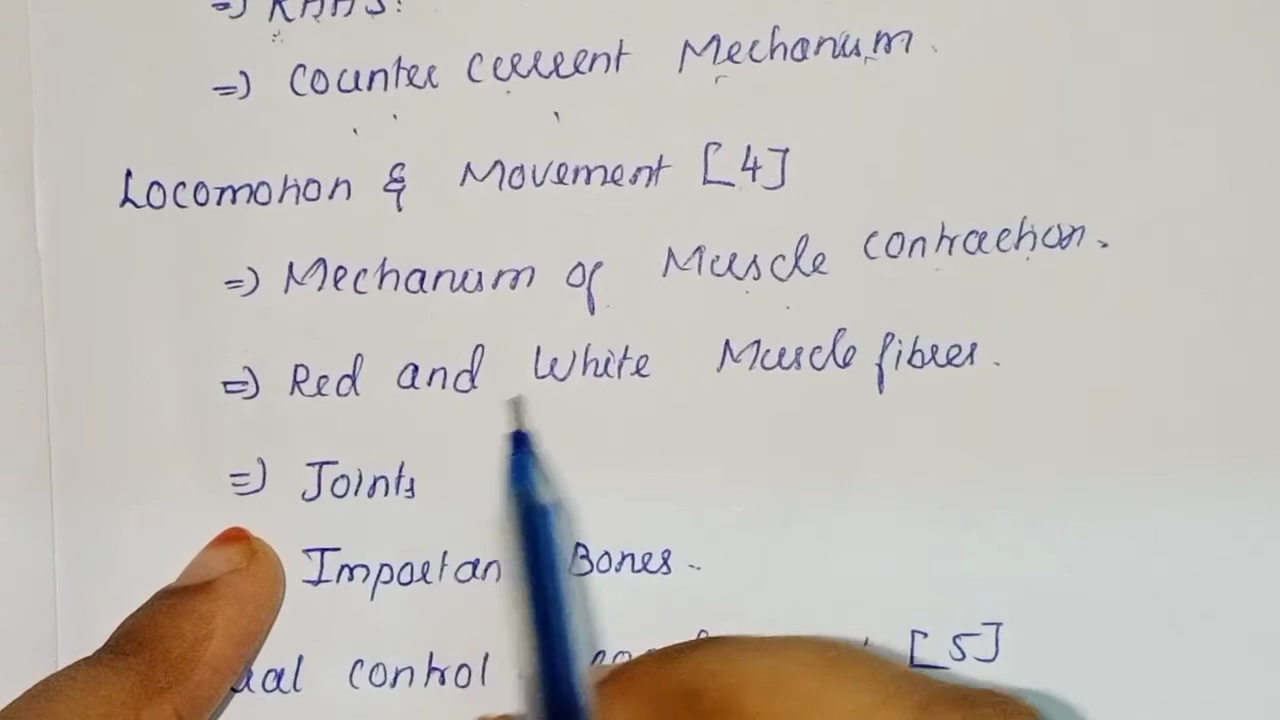 =) RAAS.
=) Counter current Mechanism.
Locomotion & Movement [4]
=) Mechanism of Muscle contraction.
=) Red and White Muscle fibres.
=) Joints
Importan Bones.
control [5]